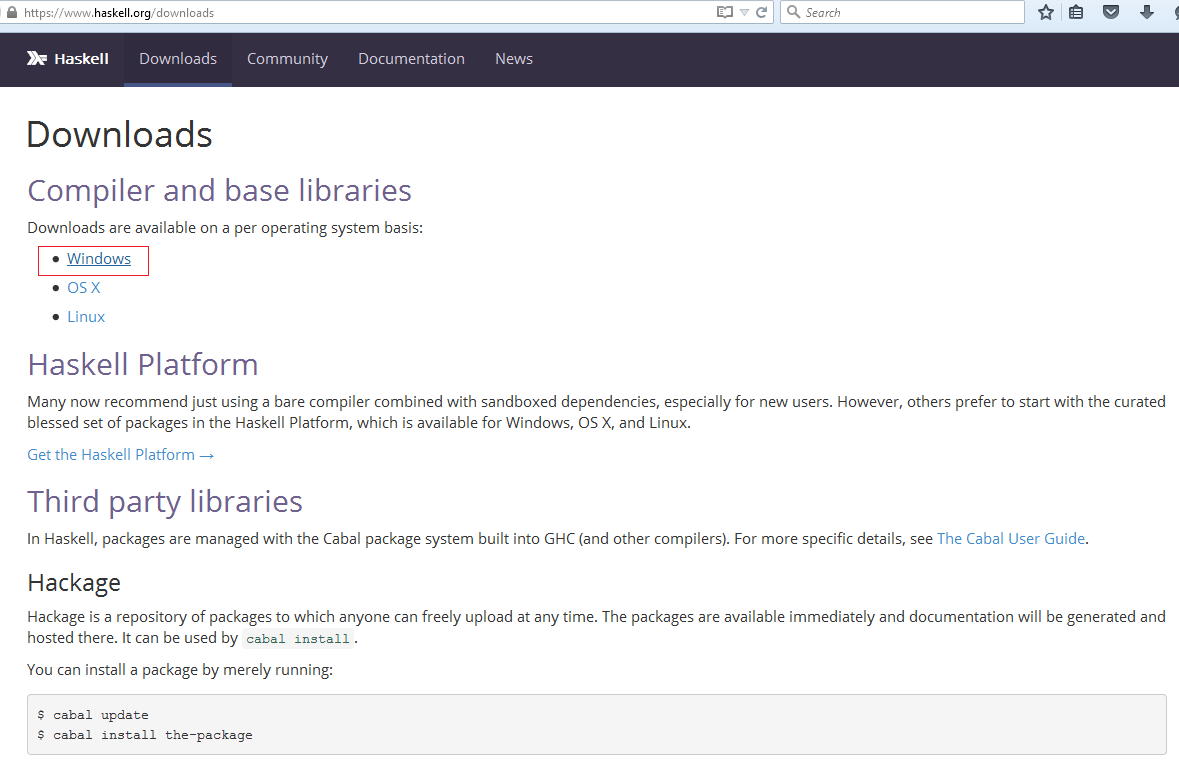 https://www.haskell.org/downloads
Search
Haskell Downloads Community Documentation News
Downloads
Compiler and base libraries
Downloads are available on a per operating system basis:
• Windows
• OS X
• Linux
Haskell Platform
Many now recommend just using a bare compiler combined with sandboxed dependencies, especially for new users. However, others prefer to start with the curated
blessed set of packages in the Haskell Platform, which is available for Windows, OS X, and Linux.
Get the Haskell Platform →
Third party libraries
In Haskell, packages are managed with the Cabal package system built into GHC (and other compilers). For more specific details, see The Cabal User Guide.
Hackage
Hackage is a repository of packages to which anyone can freely upload at any time. The packages are available immediately and documentation will be generated and
hosted there. It can be used by cabal install.
You can install a package by merely running:
$ cabal update
$ cabal install the-package